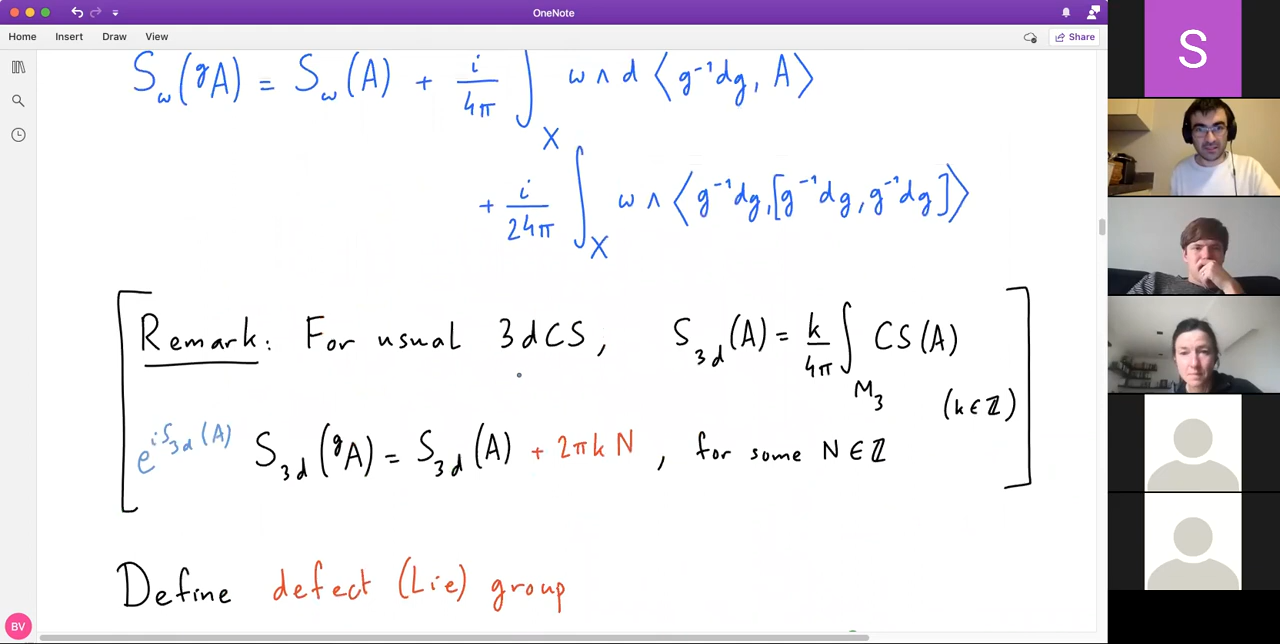 OneNote
Home Insert Draw View Share
S_ω(ᵍA) = S_ω(A) + i/4π ∫_X ω ∧ d⟨g⁻¹dg, A⟩
+ i/24π ∫_X ω ∧ ⟨g⁻¹dg, [g⁻¹dg, g⁻¹dg]⟩
Remark: For usual 3dCS, S_3d(A) = k/4π ∫_M₃ CS(A)
(k ∈ ℤ)
e^{iS_3d(A)} S_3d(ᵍA) = S_3d(A) + 2πkN, for some N ∈ ℤ
Define defect (Lie) group
BV
S